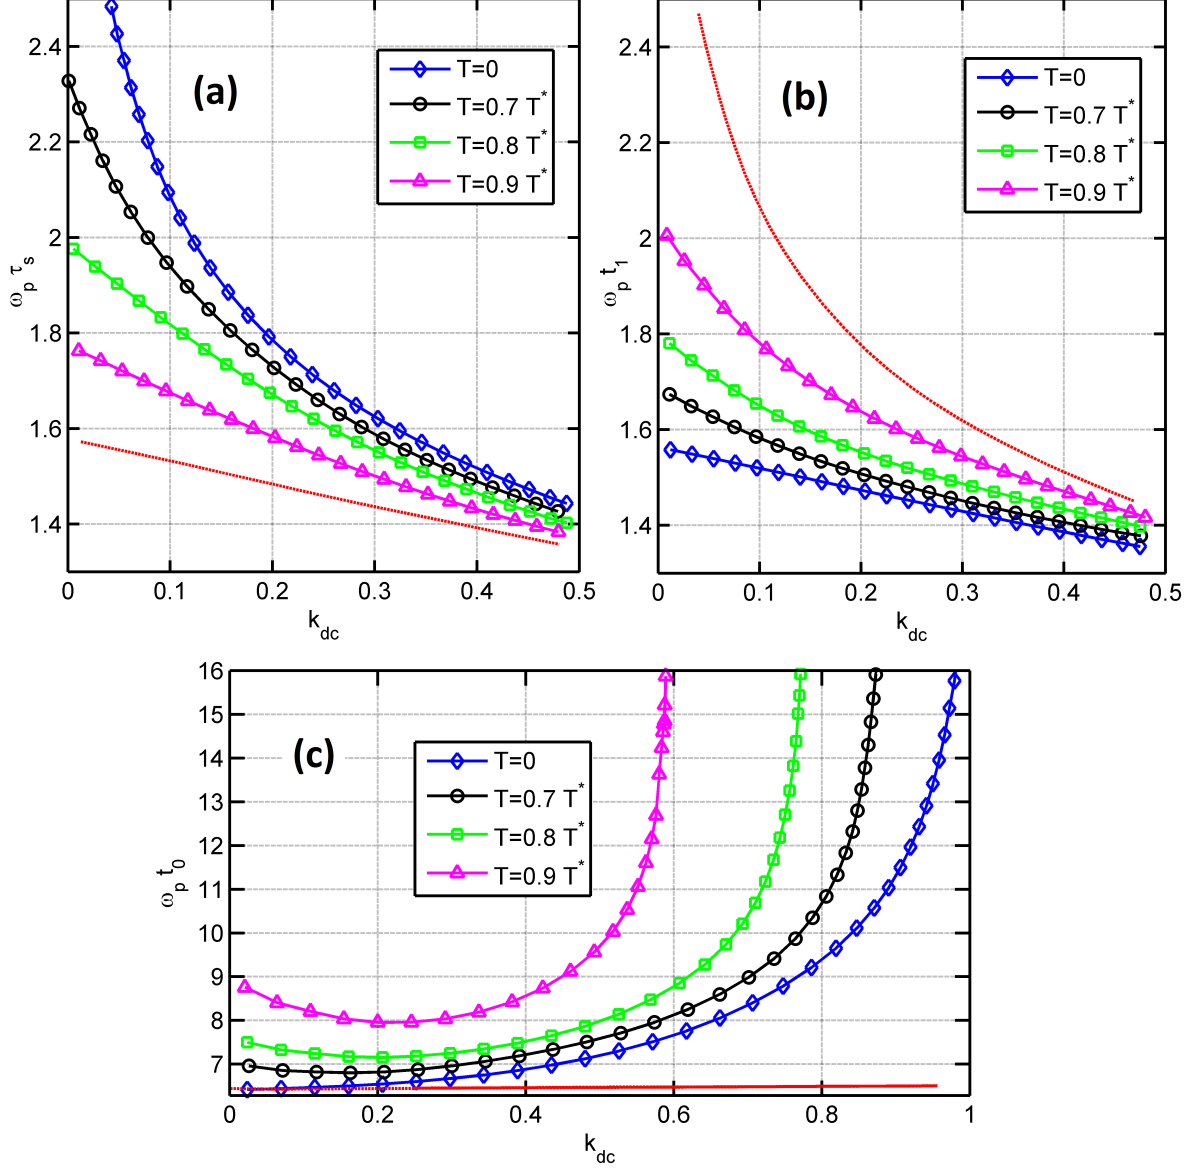 (a)
T=0
T=0.7 T*
T=0.8 T*
T=0.9 T*
2.4
2.2
2
1.8
1.6
1.4
ω_p τ_s
0 0.1 0.2 0.3 0.4 0.5
k_dc
(b)
T=0
T=0.7 T*
T=0.8 T*
T=0.9 T*
2.4
2.2
2
1.8
1.6
1.4
ω_p t_1
0 0.1 0.2 0.3 0.4 0.5
k_dc
(c)
T=0
T=0.7 T*
T=0.8 T*
T=0.9 T*
16
15
14
13
12
11
10
9
8
7
ω_p t_0
0 0.2 0.4 0.6 0.8 1
k_dc